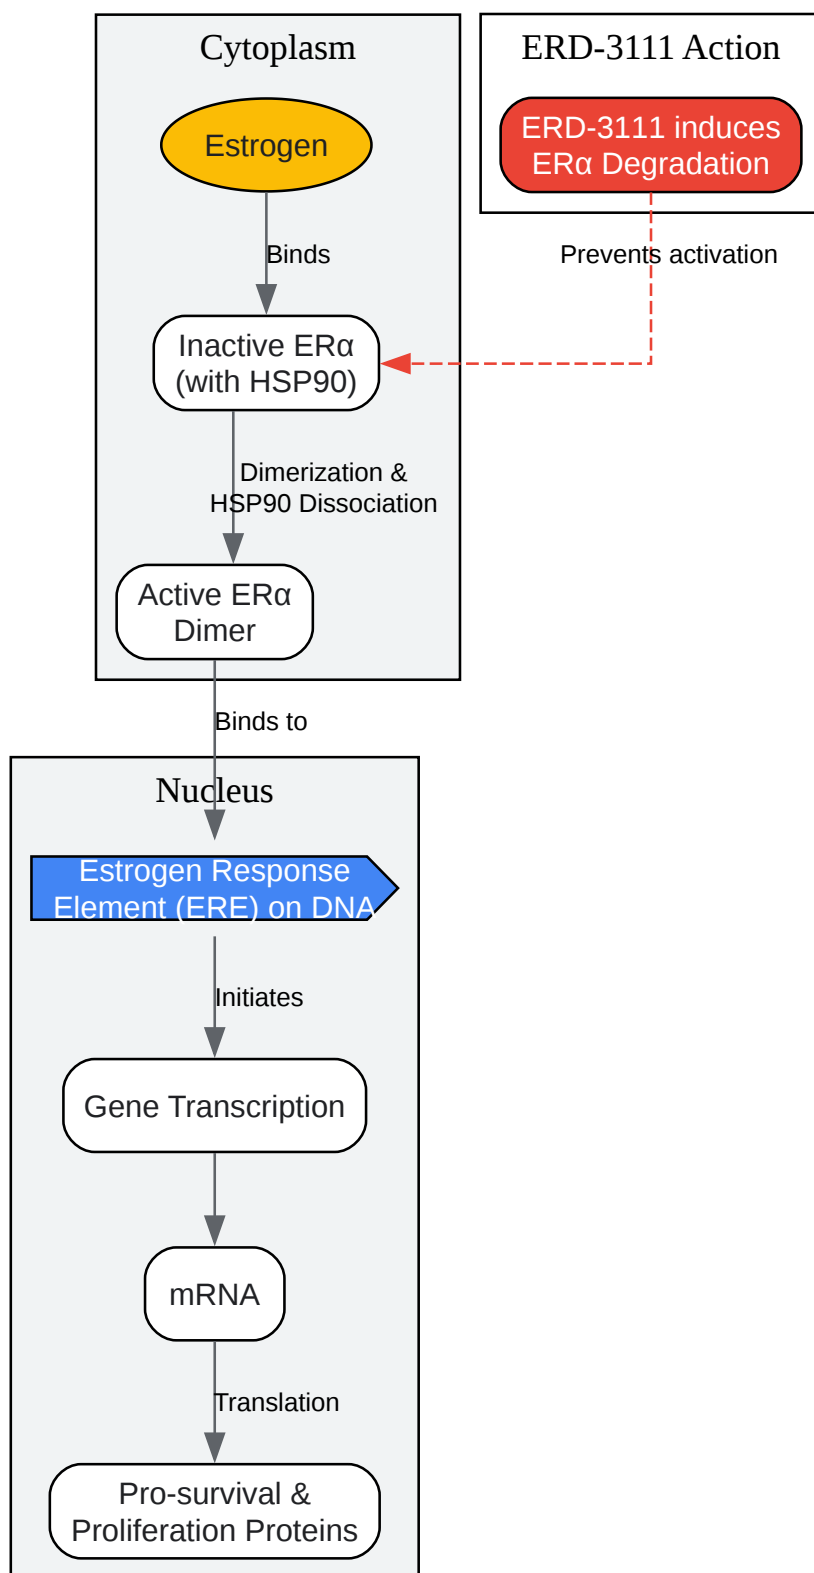 Cytoplasm
ERD-3111 Action
Estrogen
ERD-3111 induces
ERα Degradation
Binds
Prevents activation
Inactive ERα
(with HSP90)
Dimerization &
HSP90 Dissociation
Active ERα
Dimer
Binds to
Nucleus
Estrogen Response
Element (ERE) on DNA
Initiates
Gene Transcription
mRNA
Translation
Pro-survival &
Proliferation Proteins